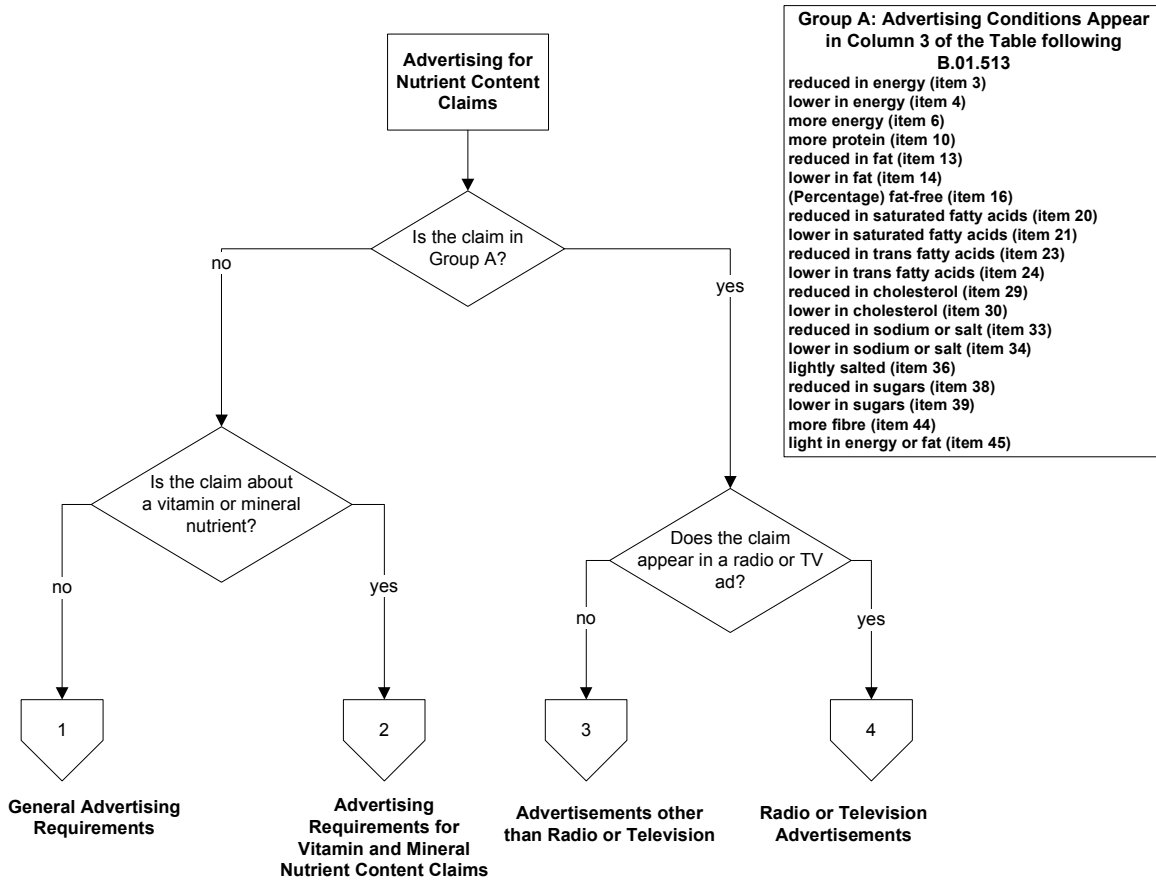 Advertising for
Nutrient Content
Claims
Group A: Advertising Conditions Appear
in Column 3 of the Table following
B.01.513
reduced in energy (item 3)
lower in energy (item 4)
more energy (item 6)
more protein (item 10)
reduced in fat (item 13)
lower in fat (item 14)
(Percentage) fat-free (item 16)
reduced in saturated fatty acids (item 20)
lower in saturated fatty acids (item 21)
reduced in trans fatty acids (item 23)
lower in trans fatty acids (item 24)
reduced in cholesterol (item 29)
lower in cholesterol (item 30)
reduced in sodium or salt (item 33)
lower in sodium or salt (item 34)
lightly salted (item 36)
reduced in sugars (item 38)
lower in sugars (item 39)
more fibre (item 44)
light in energy or fat (item 45)
Is the claim in
Group A?
no
yes
Is the claim about
a vitamin or mineral
nutrient?
no
yes
Does the claim
appear in a radio or TV
ad?
no
yes
1
General Advertising
Requirements
2
Advertising
Requirements for
Vitamin and Mineral
Nutrient Content Claims
3
Advertisements other
than Radio or Television
4
Radio or Television
Advertisements